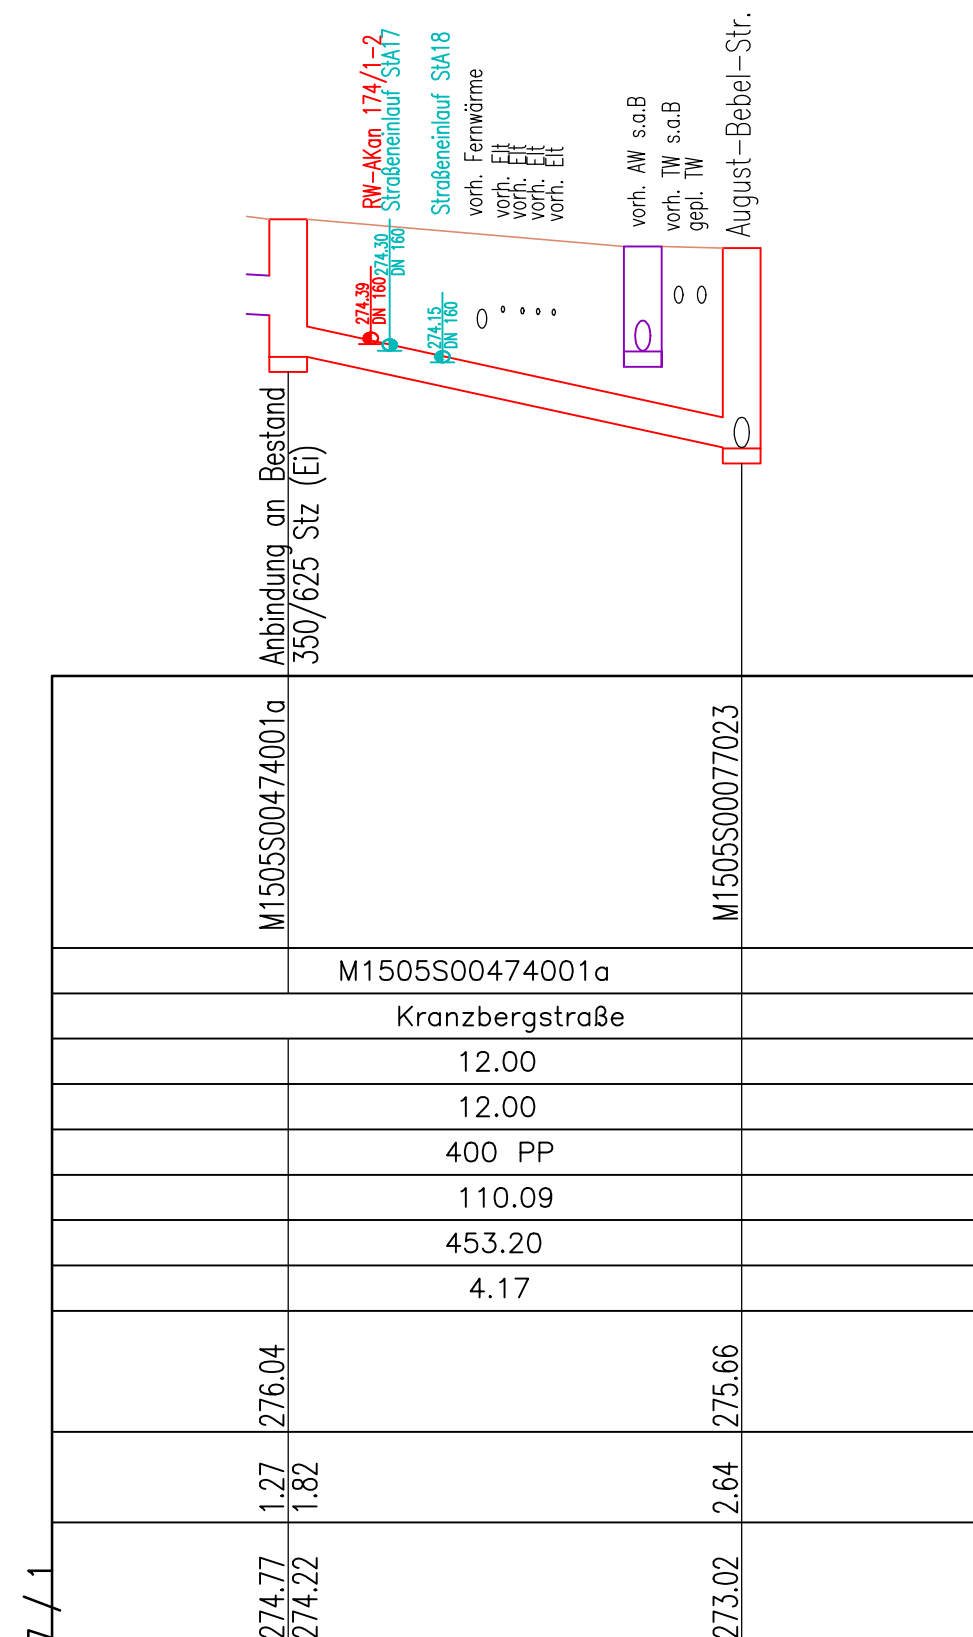 RW-AKan 174/1-2
Straßeneinlauf StA17
Straßeneinlauf StA18
vorh. Fernwärme
vorh. Elt
vorh. Elt
vorh. Elt
vorh. Elt
vorh. AW s.a.B
vorh. TW s.a.B
gepl. TW
August-Bebel-Str.
274.39
DN 160
274.30
DN 160
274.15
DN 160
Anbindung an Bestand
350/625 Stz (Ei)
M1505S00474001a
M1505S00077023
M1505S00474001a
Kranzbergstraße
12.00
12.00
400 PP
110.09
453.20
4.17
276.04
275.66
1.27
1.82
2.64
274.77
274.22
273.02
/ 1